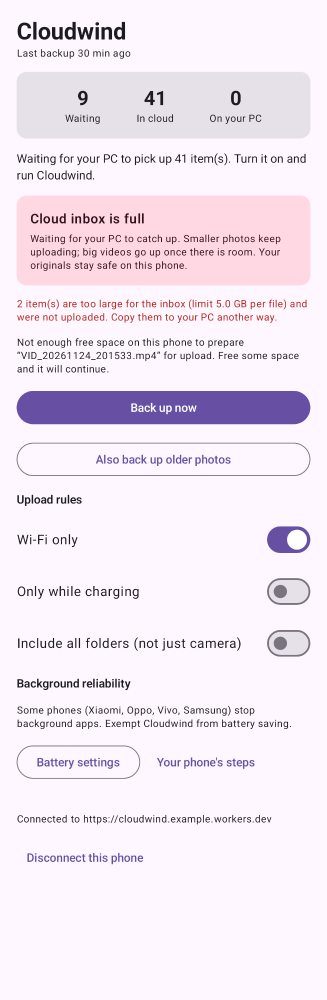 Cloudwind
Last backup 30 min ago
9
Waiting
41
In cloud
0
On your PC
Waiting for your PC to pick up 41 item(s). Turn it on and
run Cloudwind.
Cloud inbox is full
Waiting for your PC to catch up. Smaller photos keep
uploading; big videos go up once there is room. Your
originals stay safe on this phone.
2 item(s) are too large for the inbox (limit 5.0 GB per file) and
were not uploaded. Copy them to your PC another way.
Not enough free space on this phone to prepare
“VID_20261124_201533.mp4” for upload. Free some space
and it will continue.
Back up now
Also back up older photos
Upload rules
Wi-Fi only
Only while charging
Include all folders (not just camera)
Background reliability
Some phones (Xiaomi, Oppo, Vivo, Samsung) stop
background apps. Exempt Cloudwind from battery saving.
Battery settings
Your phone's steps
Connected to https://cloudwind.example.workers.dev
Disconnect this phone